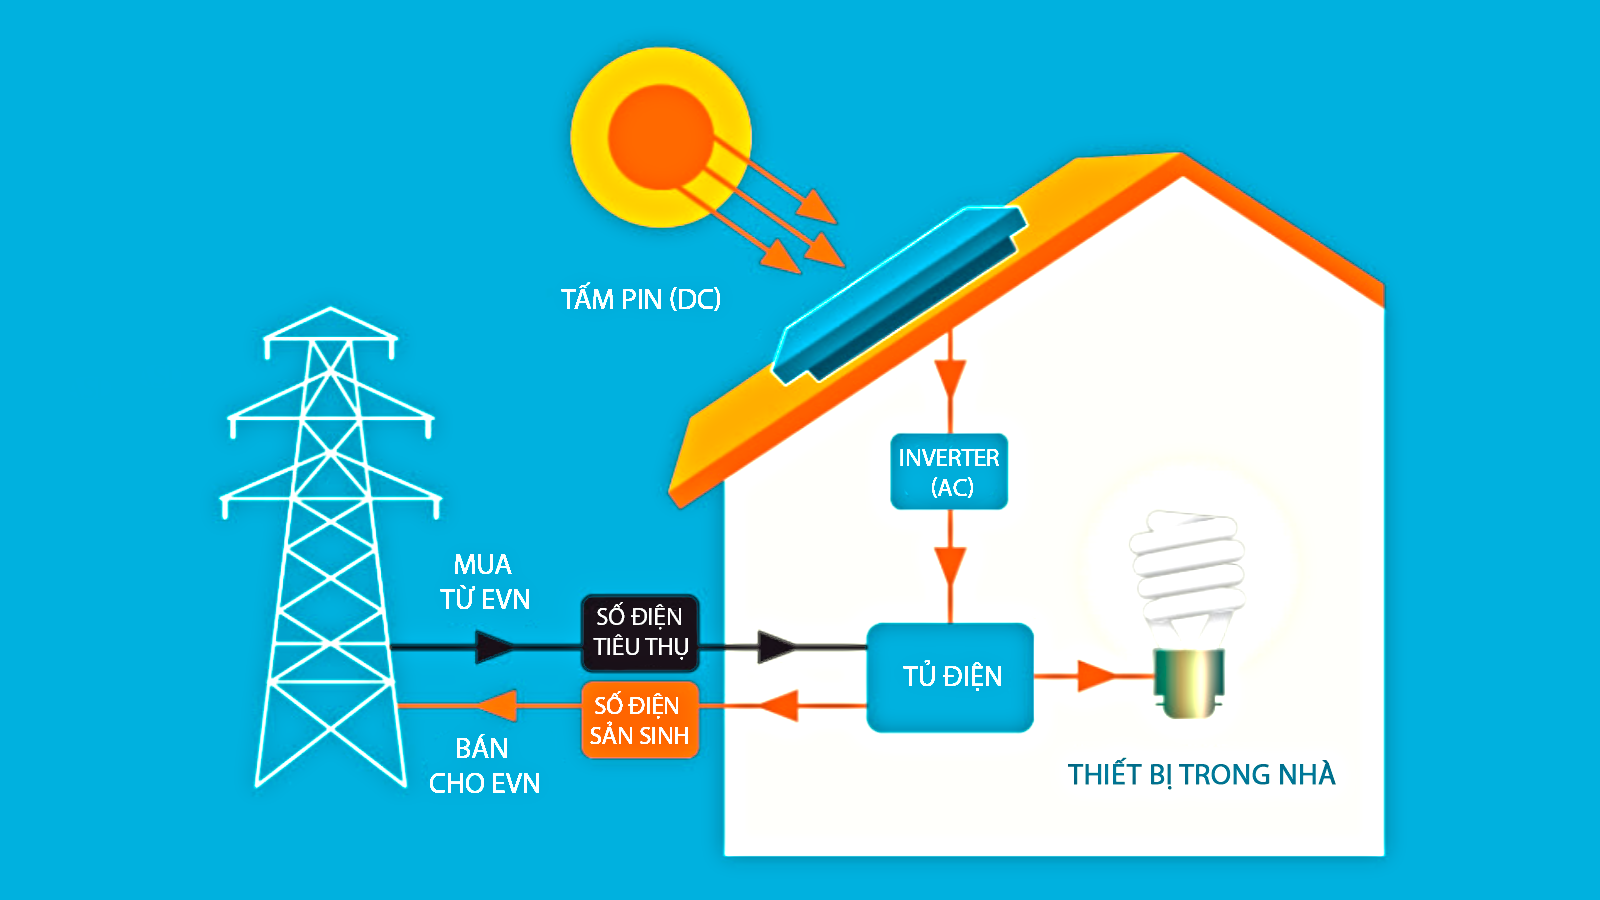 TẤM PIN (DC)
INVERTER
(AC)
MUA
TỪ EVN
SỐ ĐIỆN
TIÊU THỤ
TỦ ĐIỆN
SỐ ĐIỆN
SẢN SINH
BÁN
CHO EVN
THIẾT BỊ TRONG NHÀ